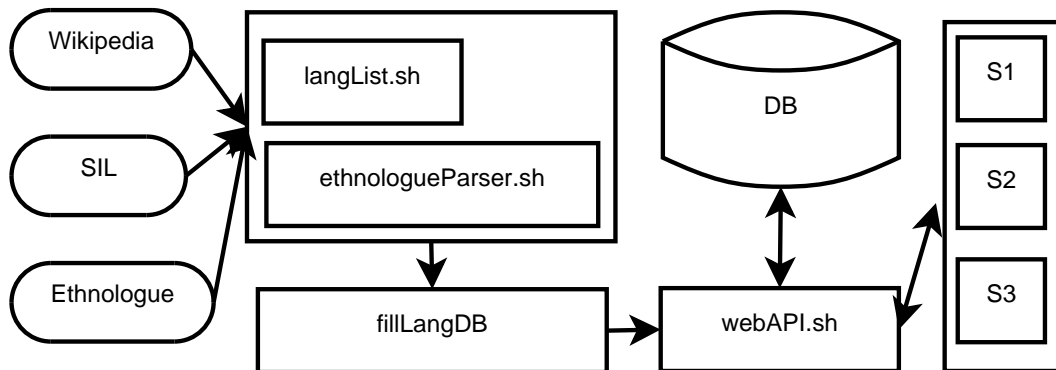 Wikipedia
SIL
Ethnologue
langList.sh
ethnologueParser.sh
fillLangDB
DB
webAPI.sh
S1
S2
S3